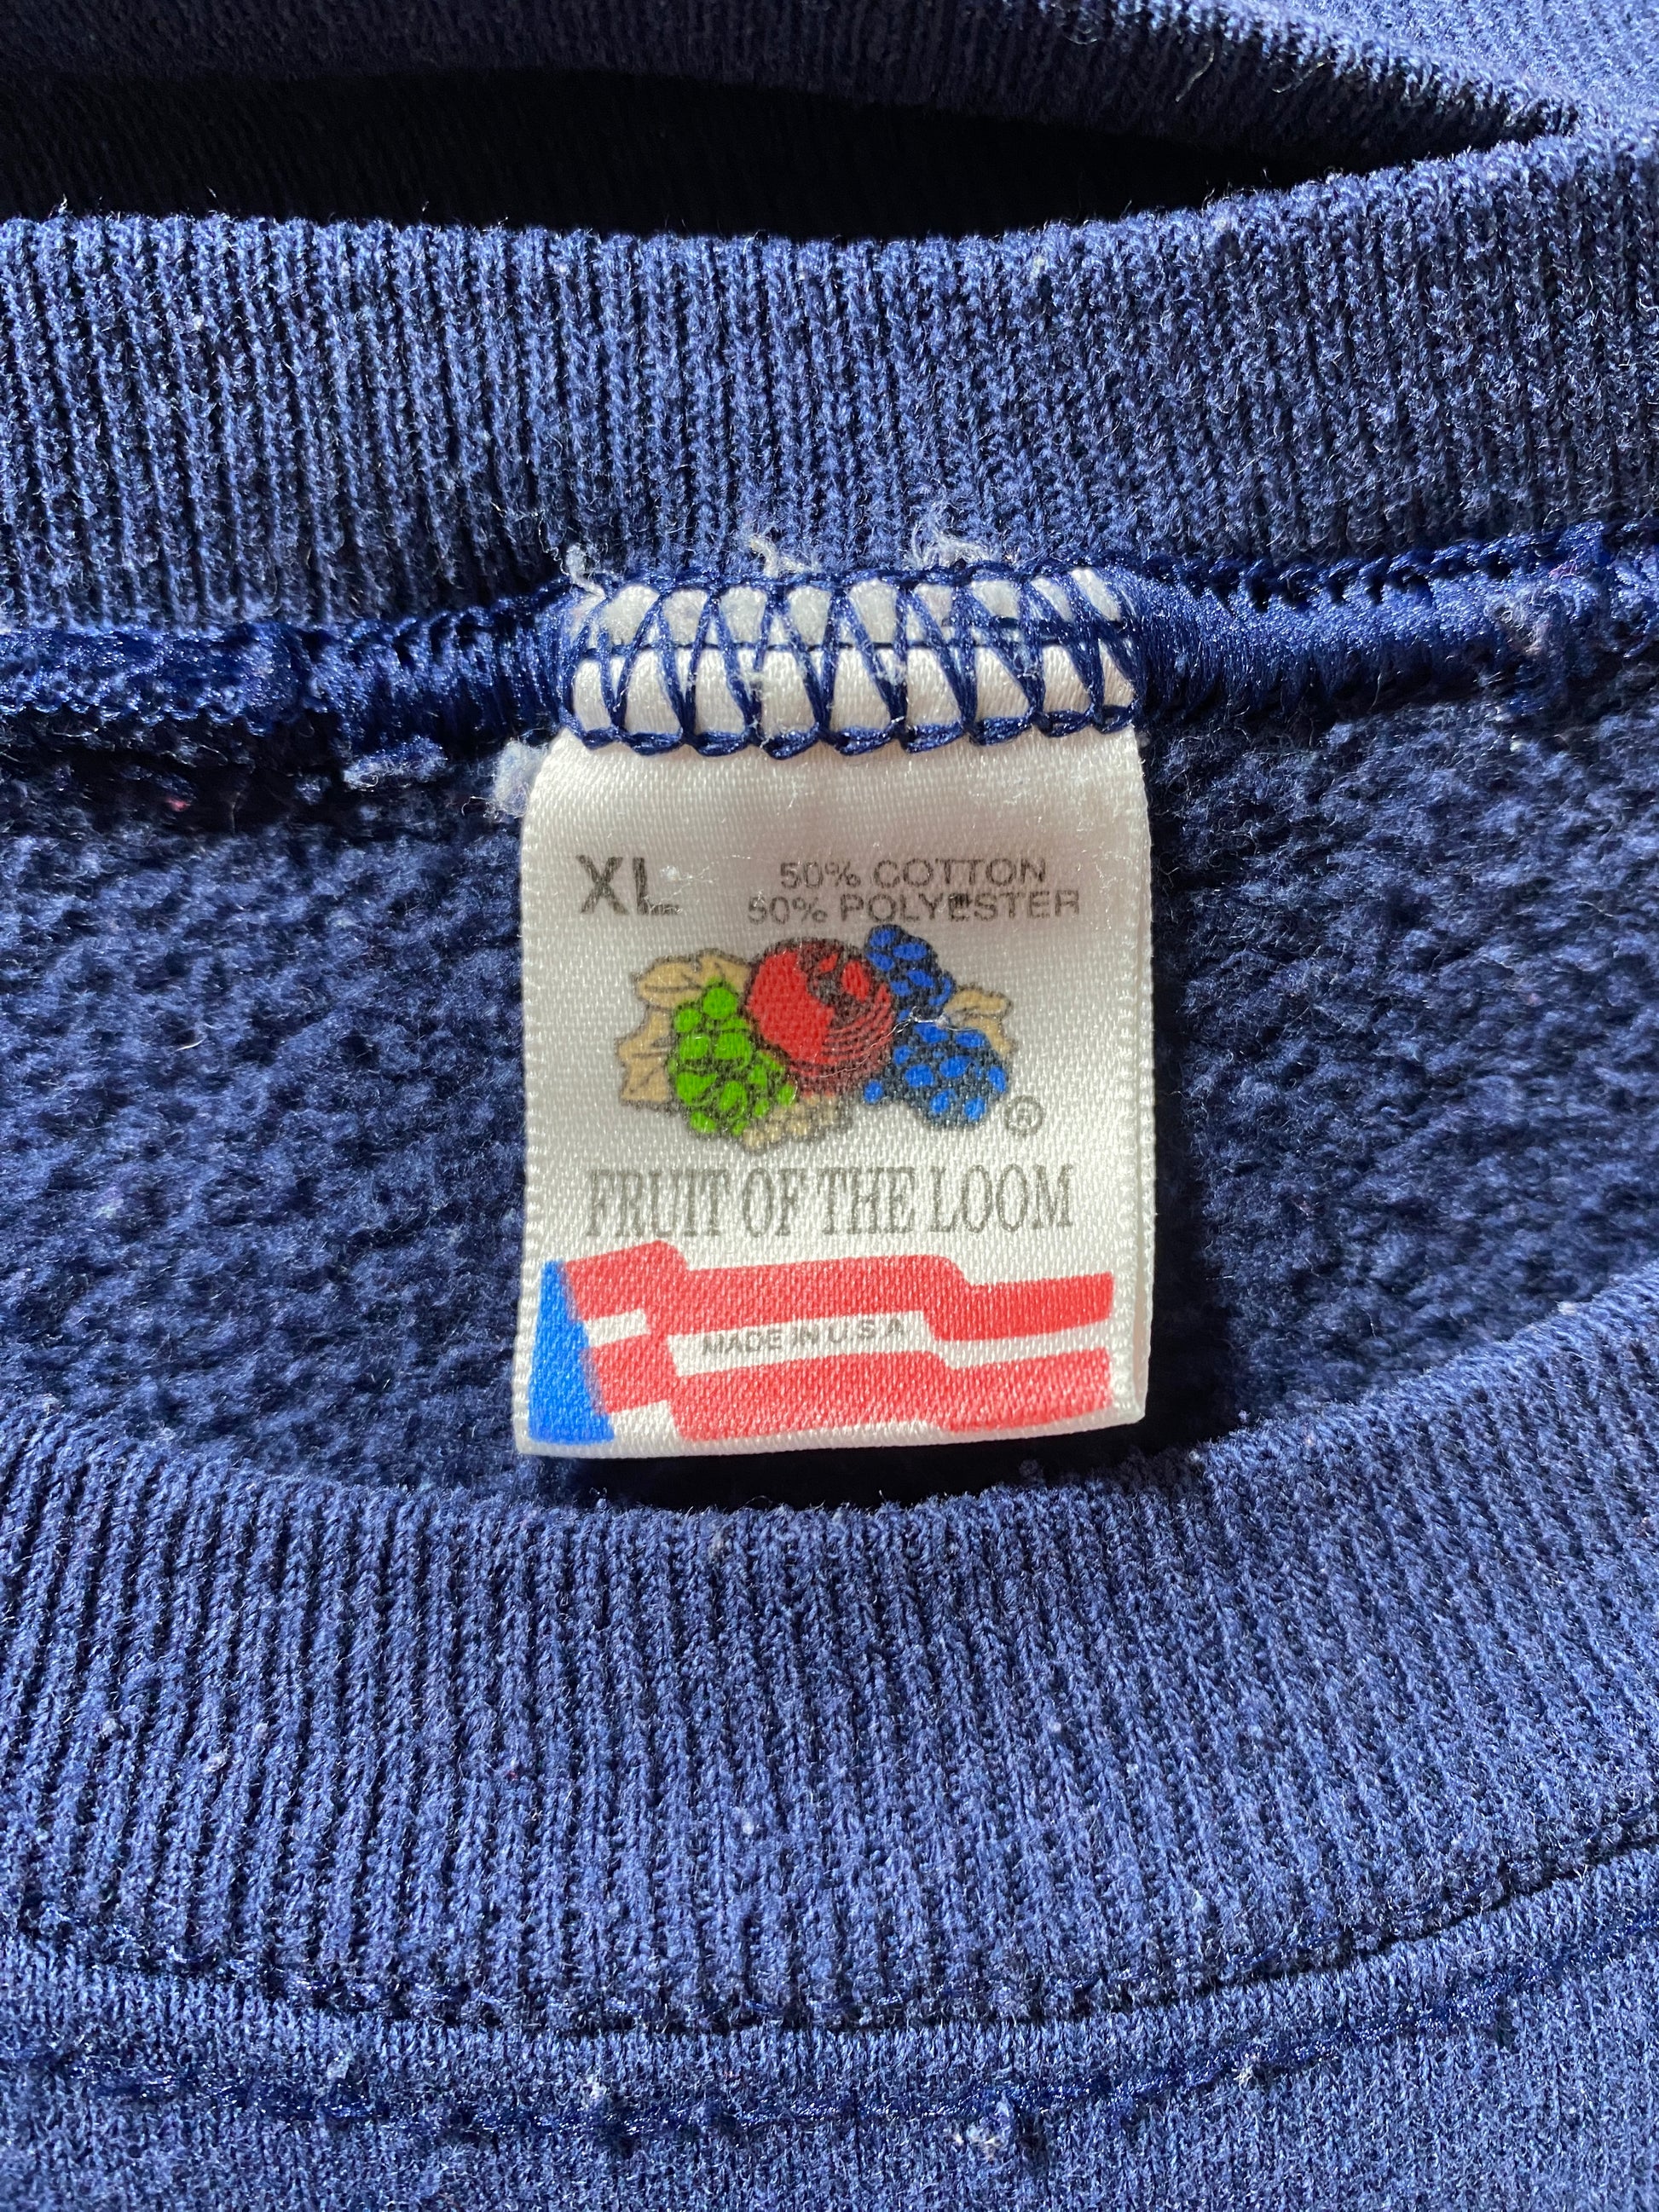 XL
50% COTTON
50% POLYESTER
®
FRUIT OF THE LOOM
MADE IN U.S.A